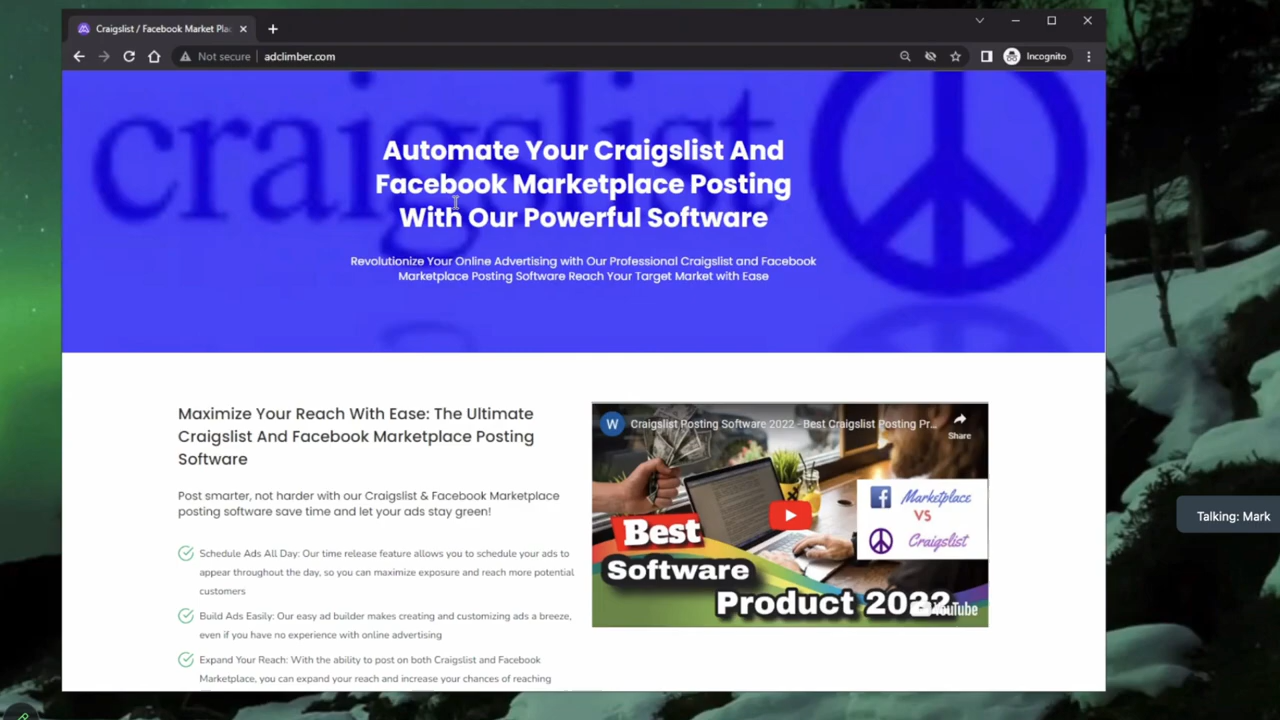 Craigslist / Facebook Market Plac
Not secure
adclimber.com
Incognito
craigslist
Automate Your Craigslist And
Facebook Marketplace Posting
With Our Powerful Software
Revolutionize Your Online Advertising with Our Professional Craigslist and Facebook
Marketplace Posting Software Reach Your Target Market with Ease
Maximize Your Reach With Ease: The Ultimate
Craigslist And Facebook Marketplace Posting
Software
Post smarter, not harder with our Craigslist & Facebook Marketplace
posting software save time and let your ads stay green!
Schedule Ads All Day: Our time release feature allows you to schedule your ads to
appear throughout the day, so you can maximize exposure and reach more potential
customers
Build Ads Easily: Our easy ad builder makes creating and customizing ads a breeze,
even if you have no experience with online advertising
Expand Your Reach: With the ability to post on both Craigslist and Facebook
Marketplace, you can expand your reach and increase your chances of reaching
W
Craigslist Posting Software 2022 - Best Craigslist Posting Pr...
Share
Marketplace
VS
Craigslist
Best
Software
Product 2022
YouTube
Talking: Mark